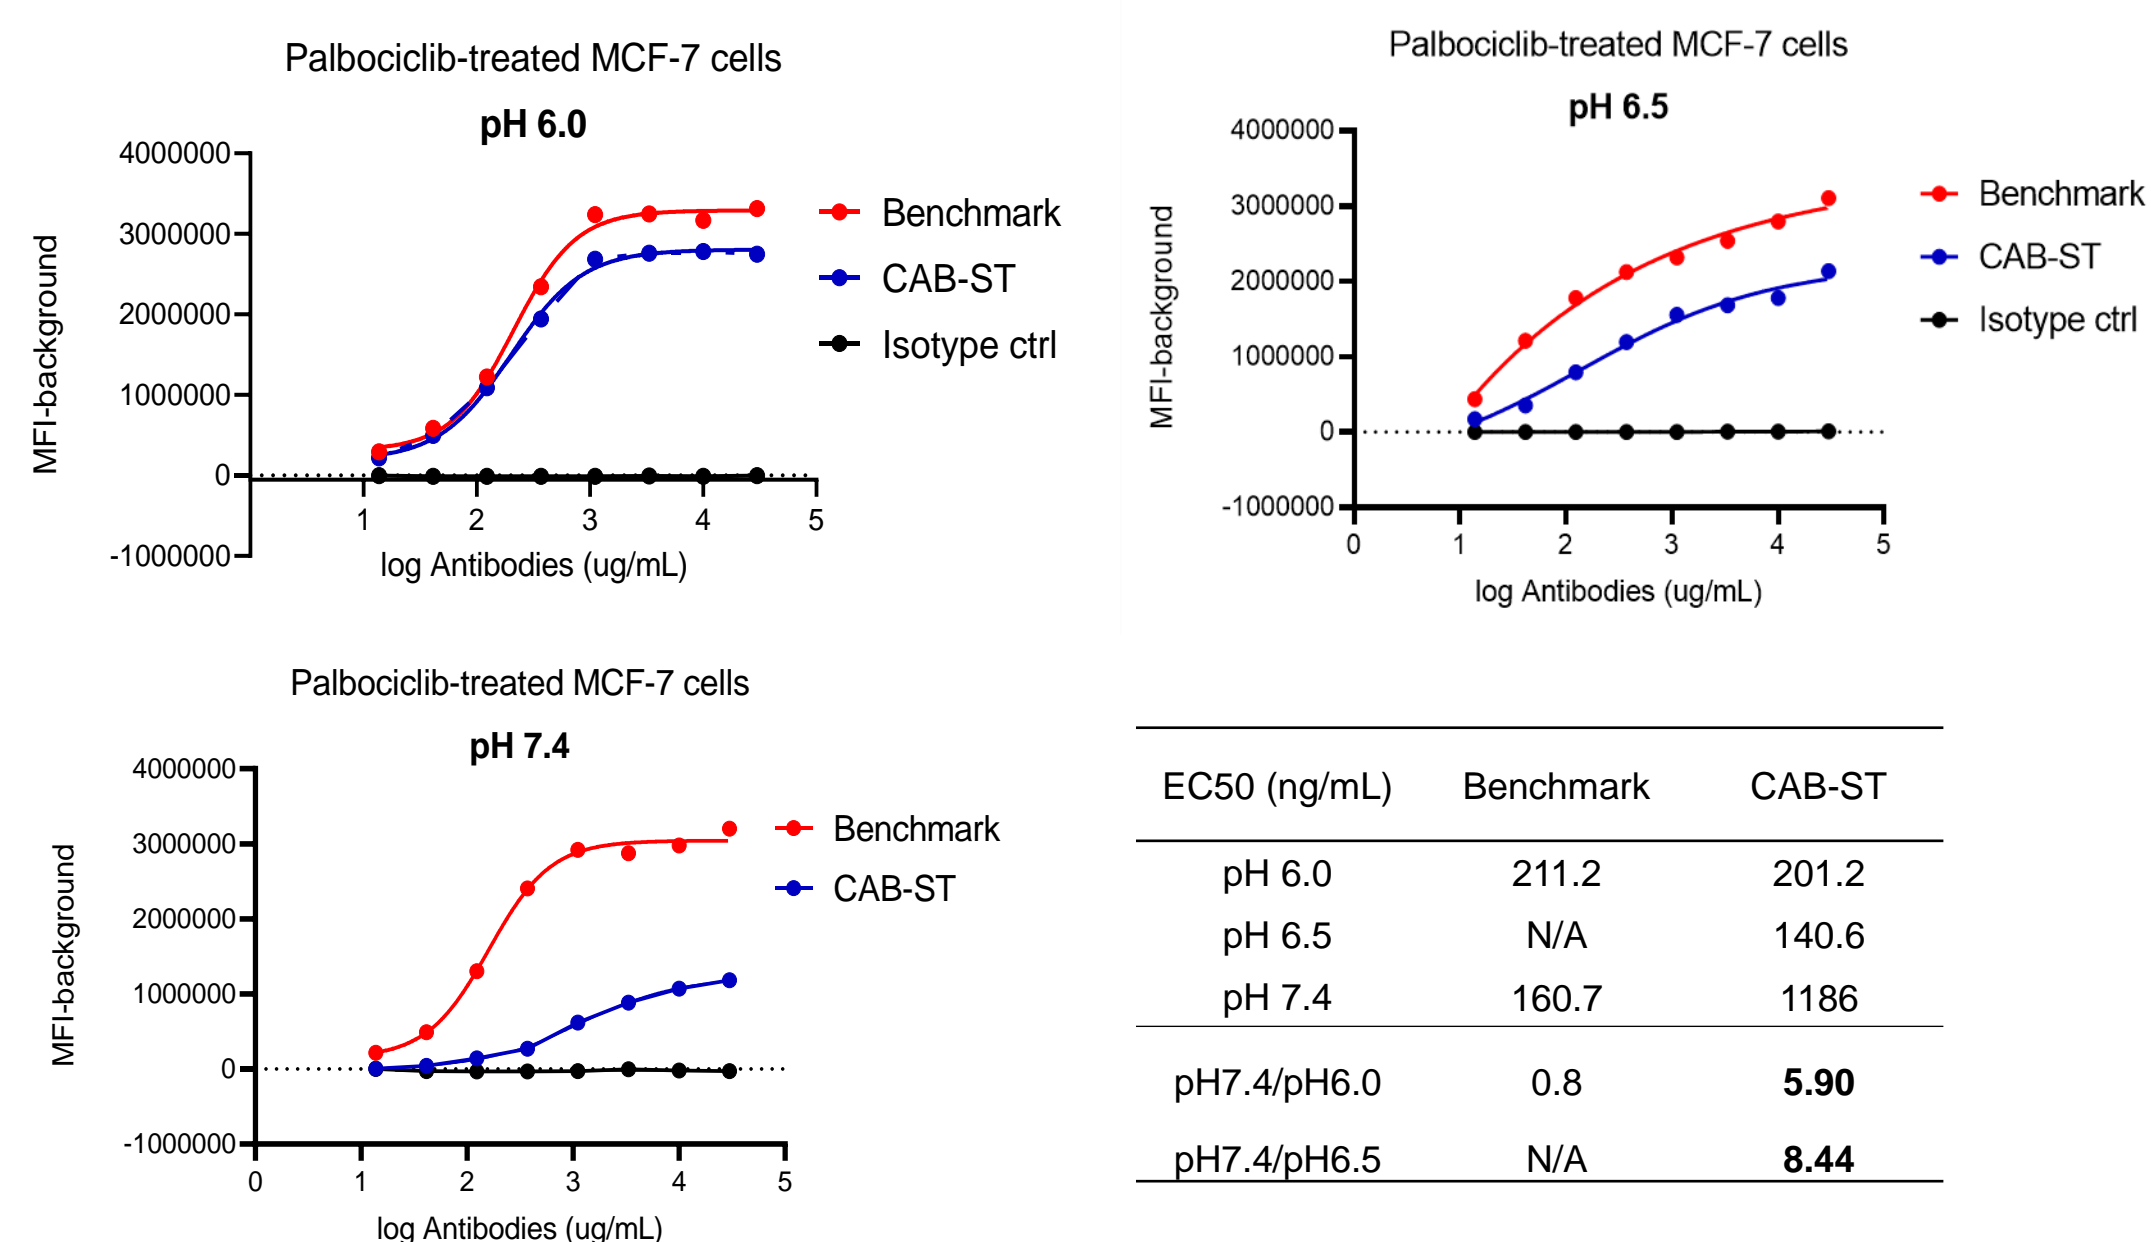 Palbociclib-treated MCF-7 cells
pH 6.0
4000000
3000000
2000000
1000000
0
-1000000
MFI-background
1 2 3 4 5
log Antibodies (ug/mL)
Benchmark
CAB-ST
Isotype ctrl
Palbociclib-treated MCF-7 cells
pH 6.5
4000000
3000000
2000000
1000000
0
-1000000
MFI-background
0 1 2 3 4 5
log Antibodies (ug/mL)
Benchmark
CAB-ST
Isotype ctrl
Palbociclib-treated MCF-7 cells
pH 7.4
4000000
3000000
2000000
1000000
0
-1000000
MFI-background
0 1 2 3 4 5
log Antibodies (ug/mL)
Benchmark
CAB-ST
EC50 (ng/mL) Benchmark CAB-ST
pH 6.0 211.2 201.2
pH 6.5 N/A 140.6
pH 7.4 160.7 1186
pH7.4/pH6.0 0.8 5.90
pH7.4/pH6.5 N/A 8.44